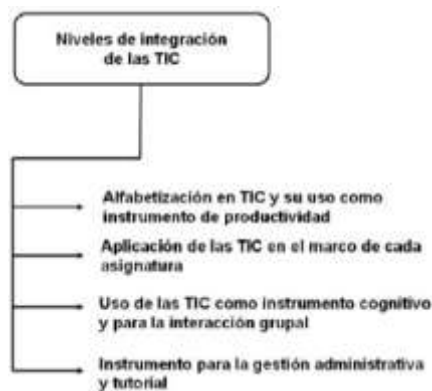 Niveles de integración
de las TIC
Alfabetización en TIC y su uso como
instrumento de productividad
Aplicación de las TIC en el marco de cada
asignatura
Uso de las TIC como instrumento cognitivo
y para la interacción grupal
Instrumento para la gestión administrativa
y tutorial